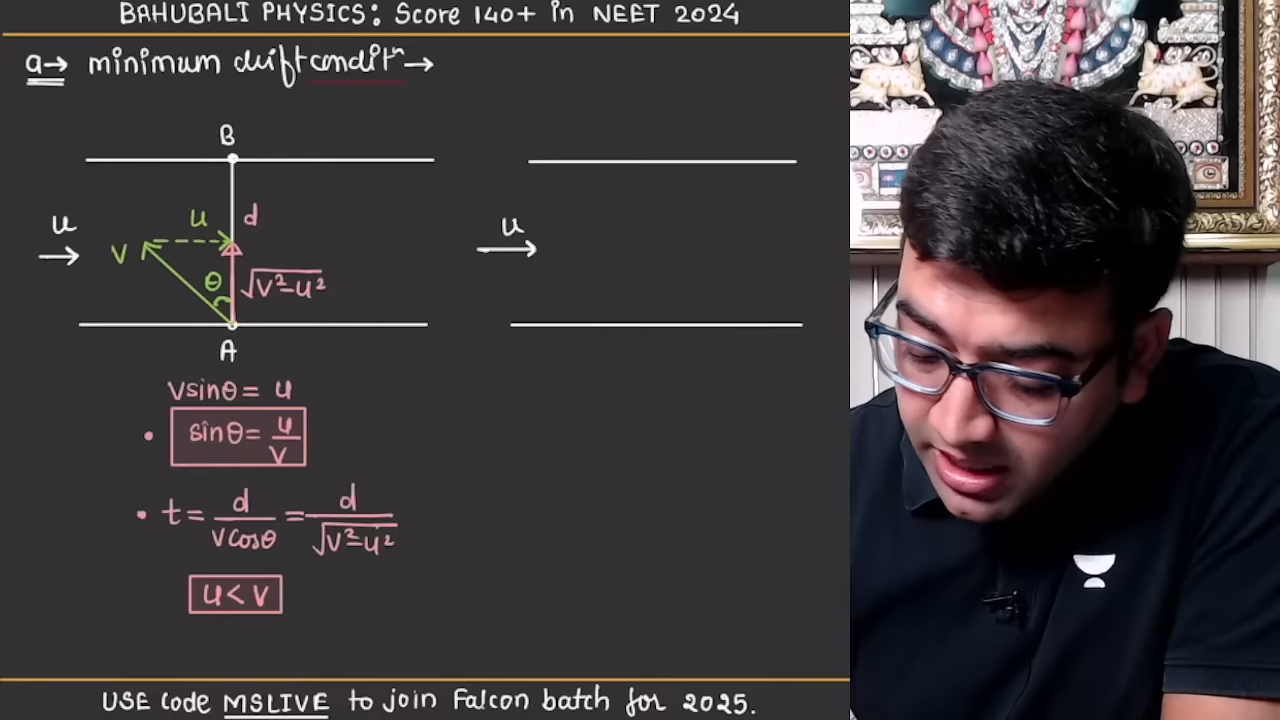 BAHUBALI PHYSICS: Score 140+ in NEET 2024
a→ minimum drift conditⁿ→
B
u
u
d
v
θ
√v²-u²
A
vsinθ = u
• sinθ = u/v
• t = d/vcosθ = d/√v²-u²
u < v
u
USE Code MSLIVE to join Falcon batch for 2025.